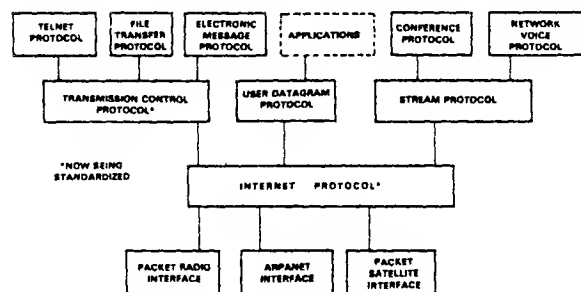 TELNET
PROTOCOL
FILE
TRANSFER
PROTOCOL
ELECTRONIC
MESSAGE
PROTOCOL
APPLICATIONS
CONFERENCE
PROTOCOL
NETWORK
VOICE
PROTOCOL
TRANSMISSION CONTROL
PROTOCOL*
USER DATAGRAM
PROTOCOL
STREAM PROTOCOL
*NOW BEING
STANDARDIZED
INTERNET PROTOCOL*
PACKET RADIO
INTERFACE
ARPANET
INTERFACE
PACKET
SATELLITE
INTERFACE